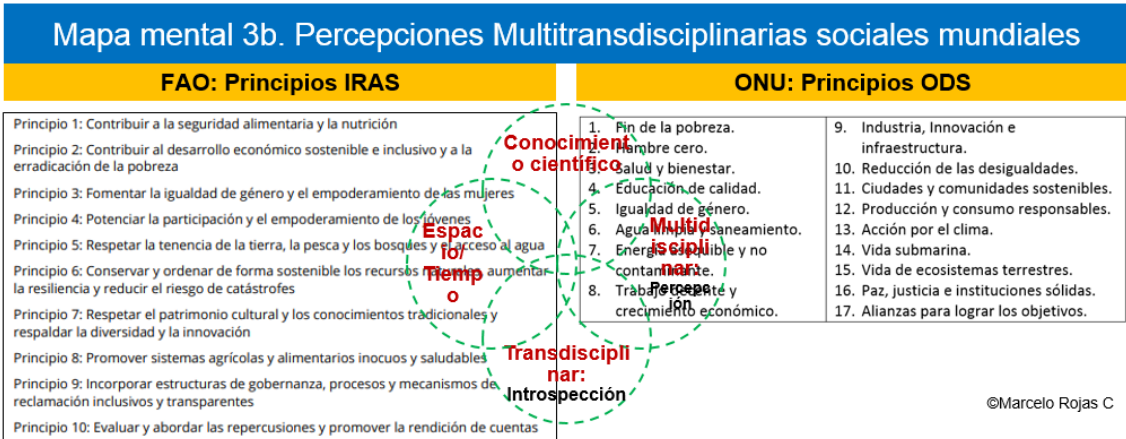 Mapa mental 3b. Percepciones Multitransdisciplinarias sociales mundiales
FAO: Principios IRAS
Principio 1: Contribuir a la seguridad alimentaria y la nutrición
Principio 2: Contribuir al desarrollo económico sostenible e inclusivo y a la
erradicación de la pobreza
Principio 3: Fomentar la igualdad de género y el empoderamiento de las mujeres
Principio 4: Potenciar la participación y el empoderamiento de los jóvenes
Principio 5: Respetar la tenencia de la tierra, la pesca y los bosques y el acceso al agua
Principio 6: Conservar y ordenar de forma sostenible los recursos naturales, aumentar
la resiliencia y reducir el riesgo de catástrofes
Principio 7: Respetar el patrimonio cultural y los conocimientos tradicionales y
respaldar la diversidad y la innovación
Principio 8: Promover sistemas agrícolas y alimentarios inocuos y saludables
Principio 9: Incorporar estructuras de gobernanza, procesos y mecanismos de
reclamación inclusivos y transparentes
Principio 10: Evaluar y abordar las repercusiones y promover la rendición de cuentas
Conocimient
o científico
Espac
io/
Tiemp
o
Multid
iscipli
nar:
Percepc
ión
Transdiscipli
nar:
Introspección
ONU: Principios ODS
1. Fin de la pobreza.
2. Hambre cero.
3. Salud y bienestar.
4. Educación de calidad.
5. Igualdad de género.
6. Agua limpia y saneamiento.
7. Energía asequible y no
contaminante.
8. Trabajo decente y
crecimiento económico.
9. Industria, Innovación e
infraestructura.
10. Reducción de las desigualdades.
11. Ciudades y comunidades sostenibles.
12. Producción y consumo responsables.
13. Acción por el clima.
14. Vida submarina.
15. Vida de ecosistemas terrestres.
16. Paz, justicia e instituciones sólidas.
17. Alianzas para lograr los objetivos.
©Marcelo Rojas C